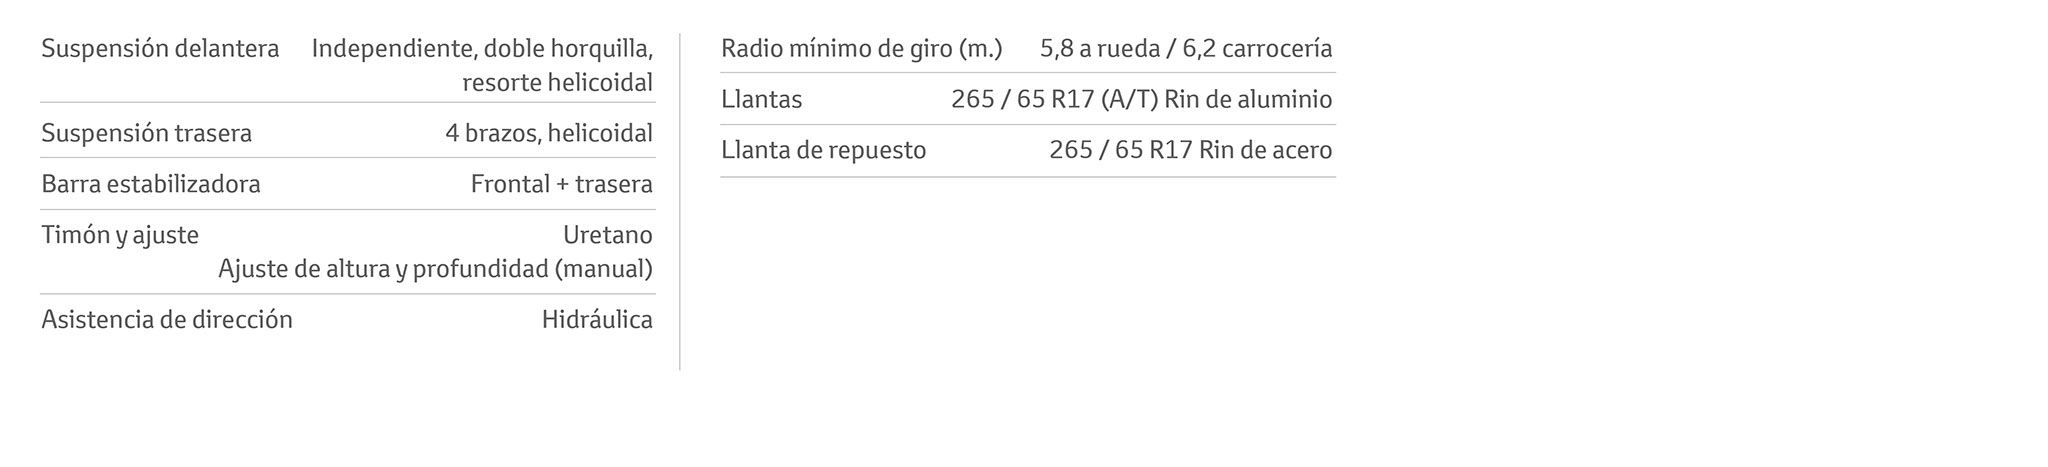 Suspensión delantera Independiente, doble horquilla,
resorte helicoidal
Suspensión trasera 4 brazos, helicoidal
Barra estabilizadora Frontal + trasera
Timón y ajuste Uretano
Ajuste de altura y profundidad (manual)
Asistencia de dirección Hidráulica
Radio mínimo de giro (m.) 5,8 a rueda / 6,2 carrocería
Llantas 265 / 65 R17 (A/T) Rin de aluminio
Llanta de repuesto 265 / 65 R17 Rin de acero